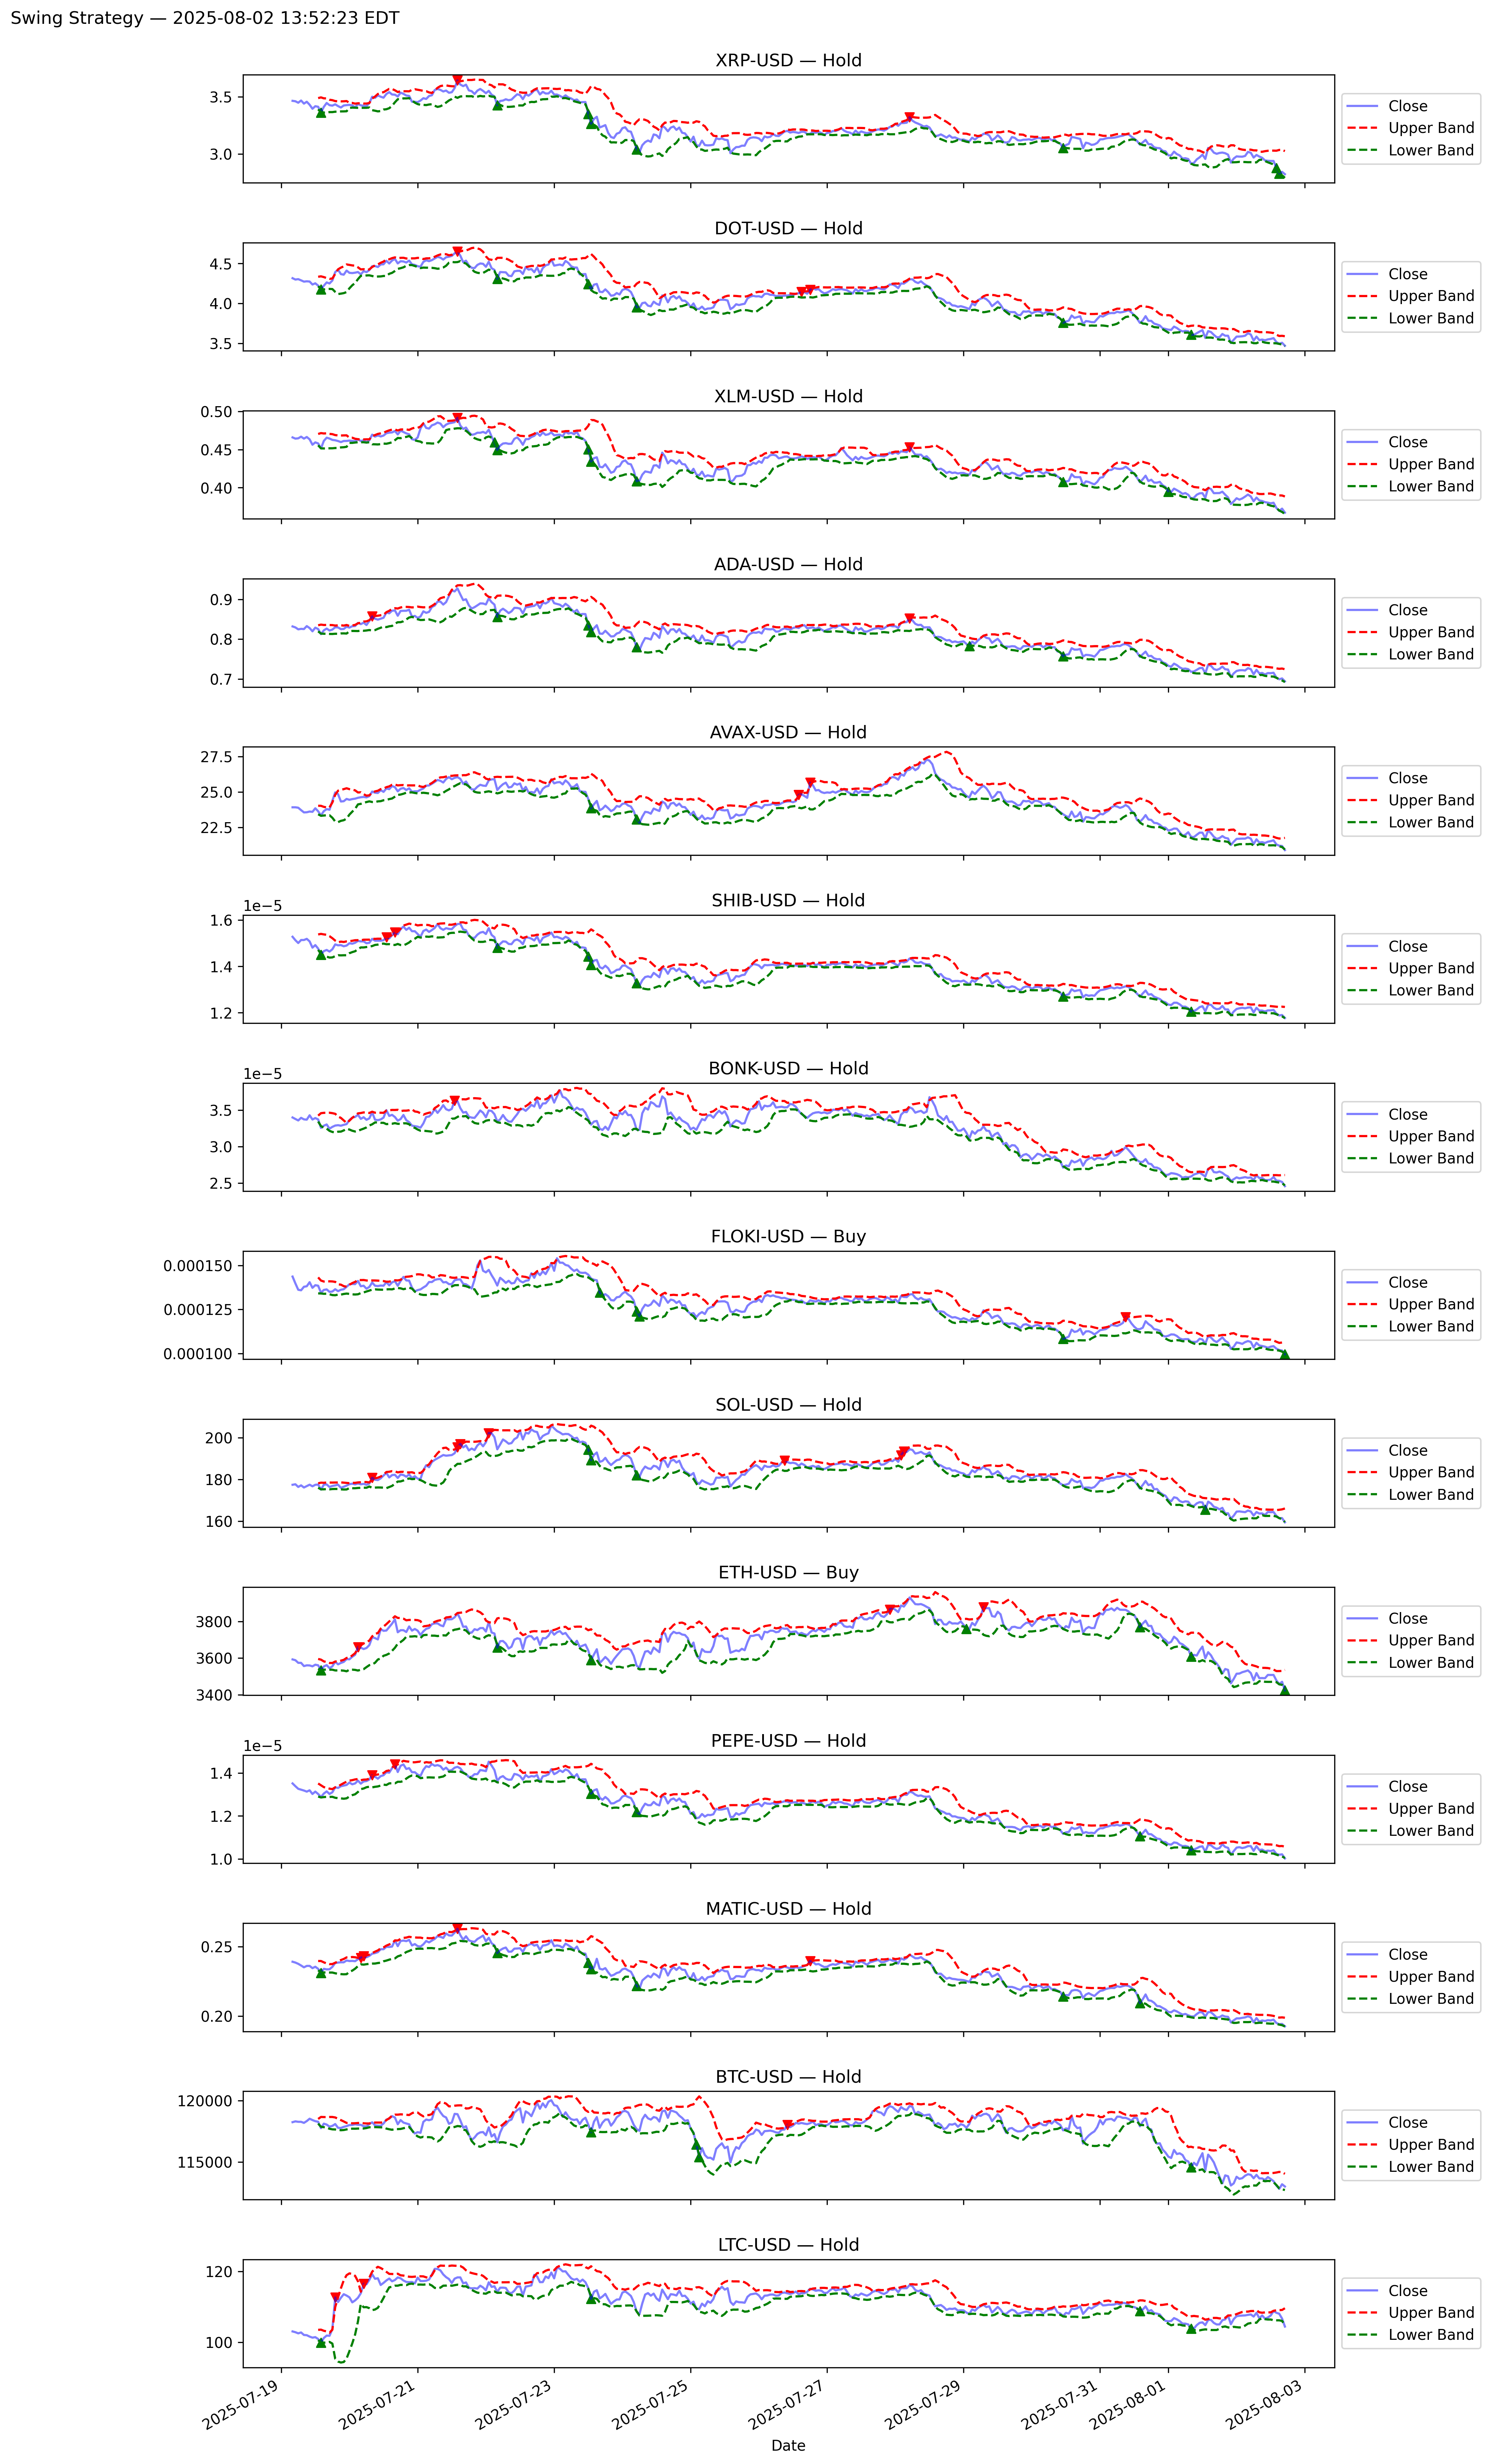 Swing Strategy — 2025-08-02 13:52:23 EDT
XRP-USD — Hold
3.5
3.0
Close
Upper Band
Lower Band
DOT-USD — Hold
4.5
4.0
3.5
Close
Upper Band
Lower Band
XLM-USD — Hold
0.50
0.45
0.40
Close
Upper Band
Lower Band
ADA-USD — Hold
0.9
0.8
0.7
Close
Upper Band
Lower Band
AVAX-USD — Hold
27.5
25.0
22.5
Close
Upper Band
Lower Band
SHIB-USD — Hold
1e−5
1.6
1.4
1.2
Close
Upper Band
Lower Band
BONK-USD — Hold
1e−5
3.5
3.0
2.5
Close
Upper Band
Lower Band
FLOKI-USD — Buy
0.000150
0.000125
0.000100
Close
Upper Band
Lower Band
SOL-USD — Hold
200
180
160
Close
Upper Band
Lower Band
ETH-USD — Buy
3800
3600
3400
Close
Upper Band
Lower Band
PEPE-USD — Hold
1e−5
1.4
1.2
1.0
Close
Upper Band
Lower Band
MATIC-USD — Hold
0.25
0.20
Close
Upper Band
Lower Band
BTC-USD — Hold
120000
115000
Close
Upper Band
Lower Band
LTC-USD — Hold
120
100
Close
Upper Band
Lower Band
2025-07-19
2025-07-21
2025-07-23
2025-07-25
2025-07-27
2025-07-29
2025-07-31
2025-08-01
2025-08-03
Date